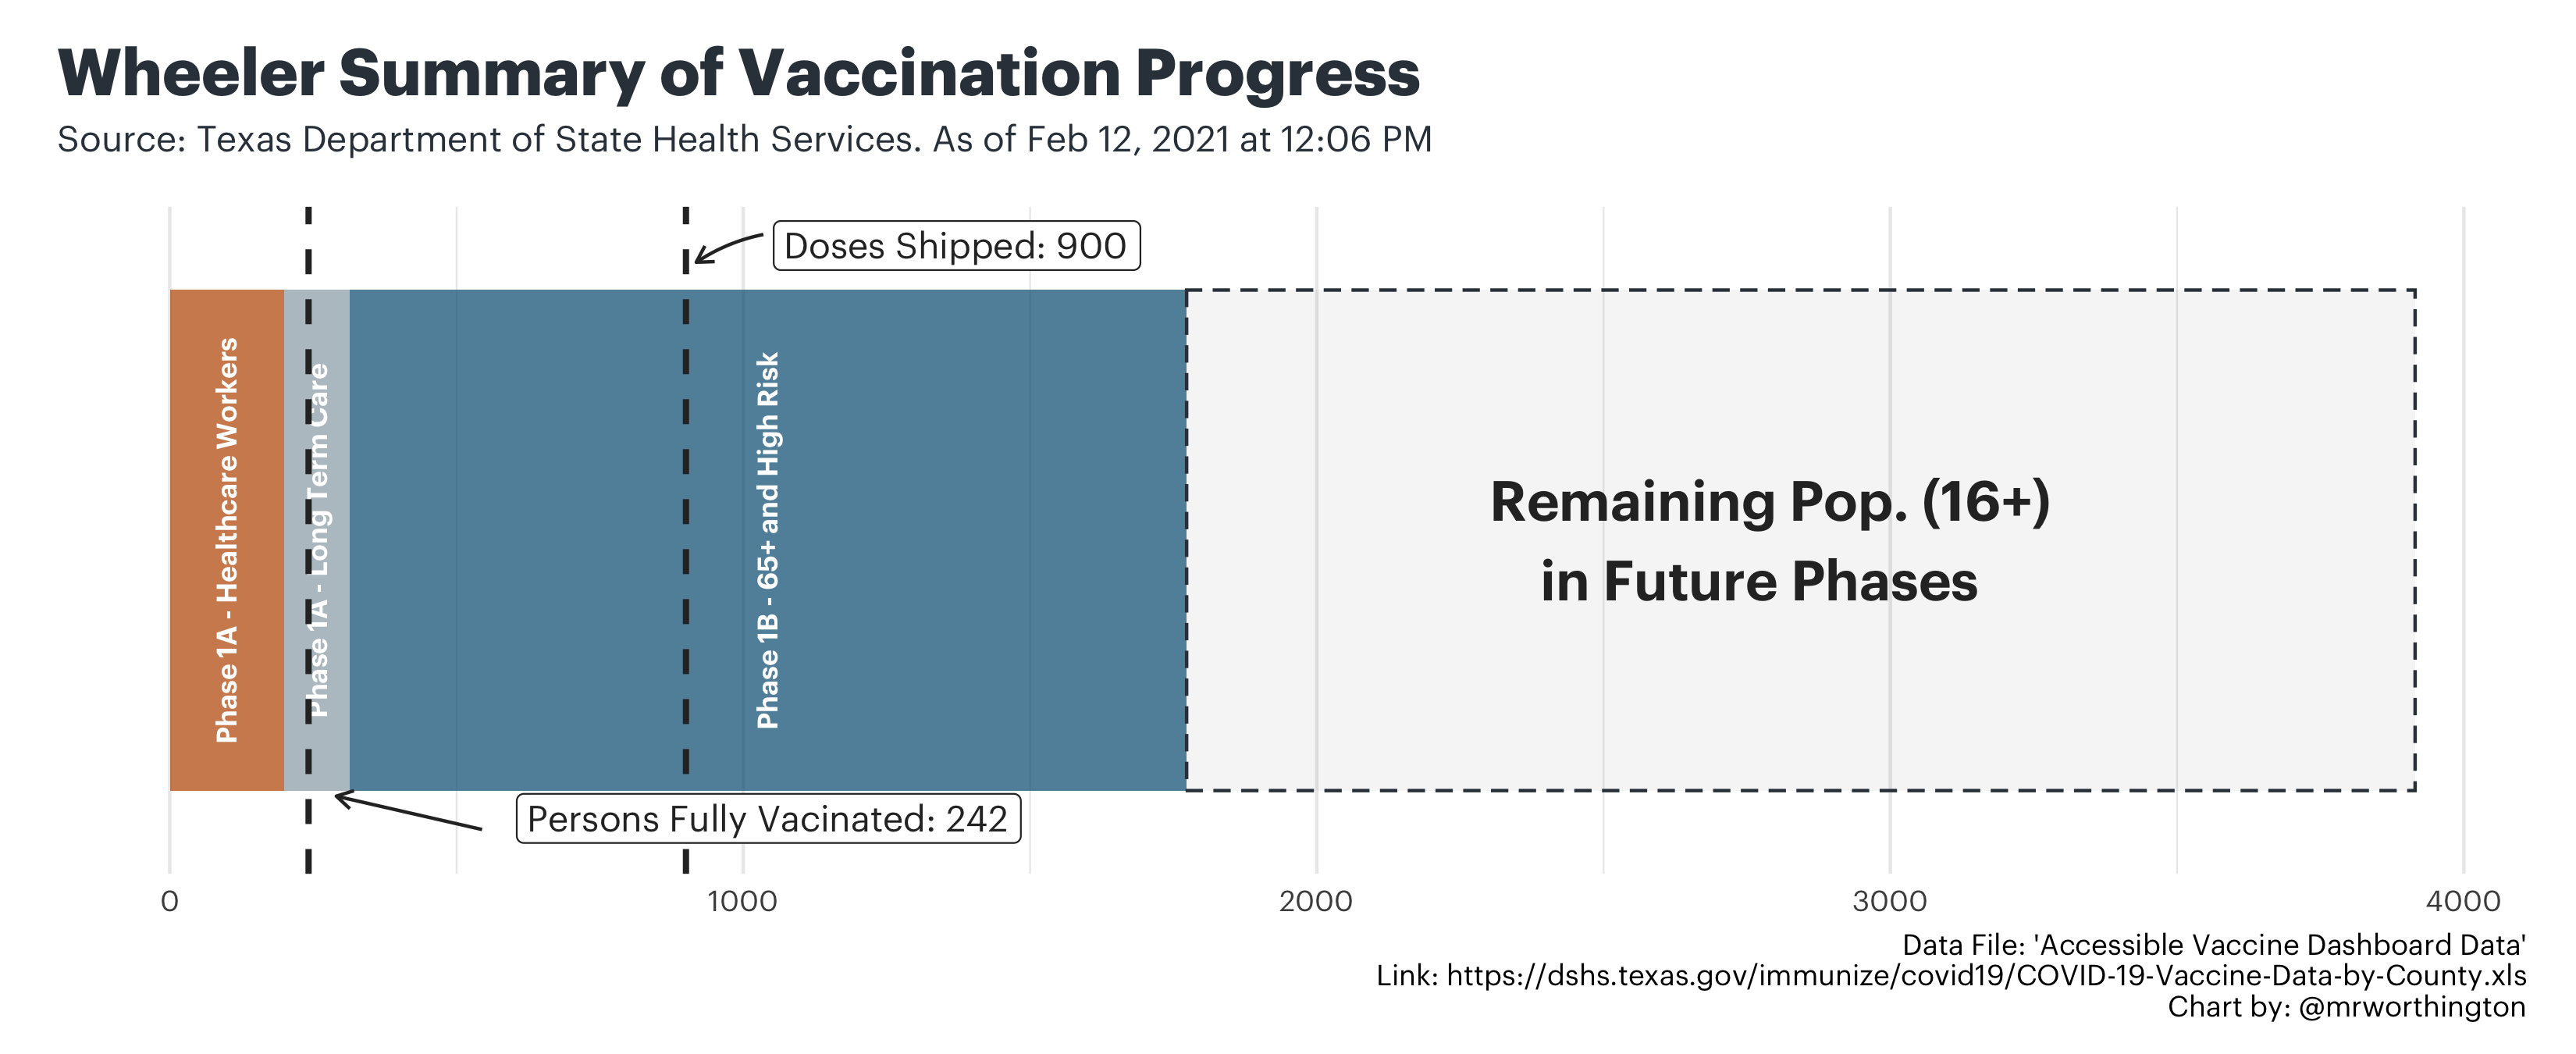 Wheeler Summary of Vaccination Progress
Source: Texas Department of State Health Services. As of Feb 12, 2021 at 12:06 PM
Doses Shipped: 900
Phase 1A - Healthcare Workers
Phase 1A - Long Term Care
Phase 1B - 65+ and High Risk
Remaining Pop. (16+)
in Future Phases
Persons Fully Vacinated: 242
0 1000 2000 3000 4000
Data File: 'Accessible Vaccine Dashboard Data'
Link: https://dshs.texas.gov/immunize/covid19/COVID-19-Vaccine-Data-by-County.xls
Chart by: @mrworthington